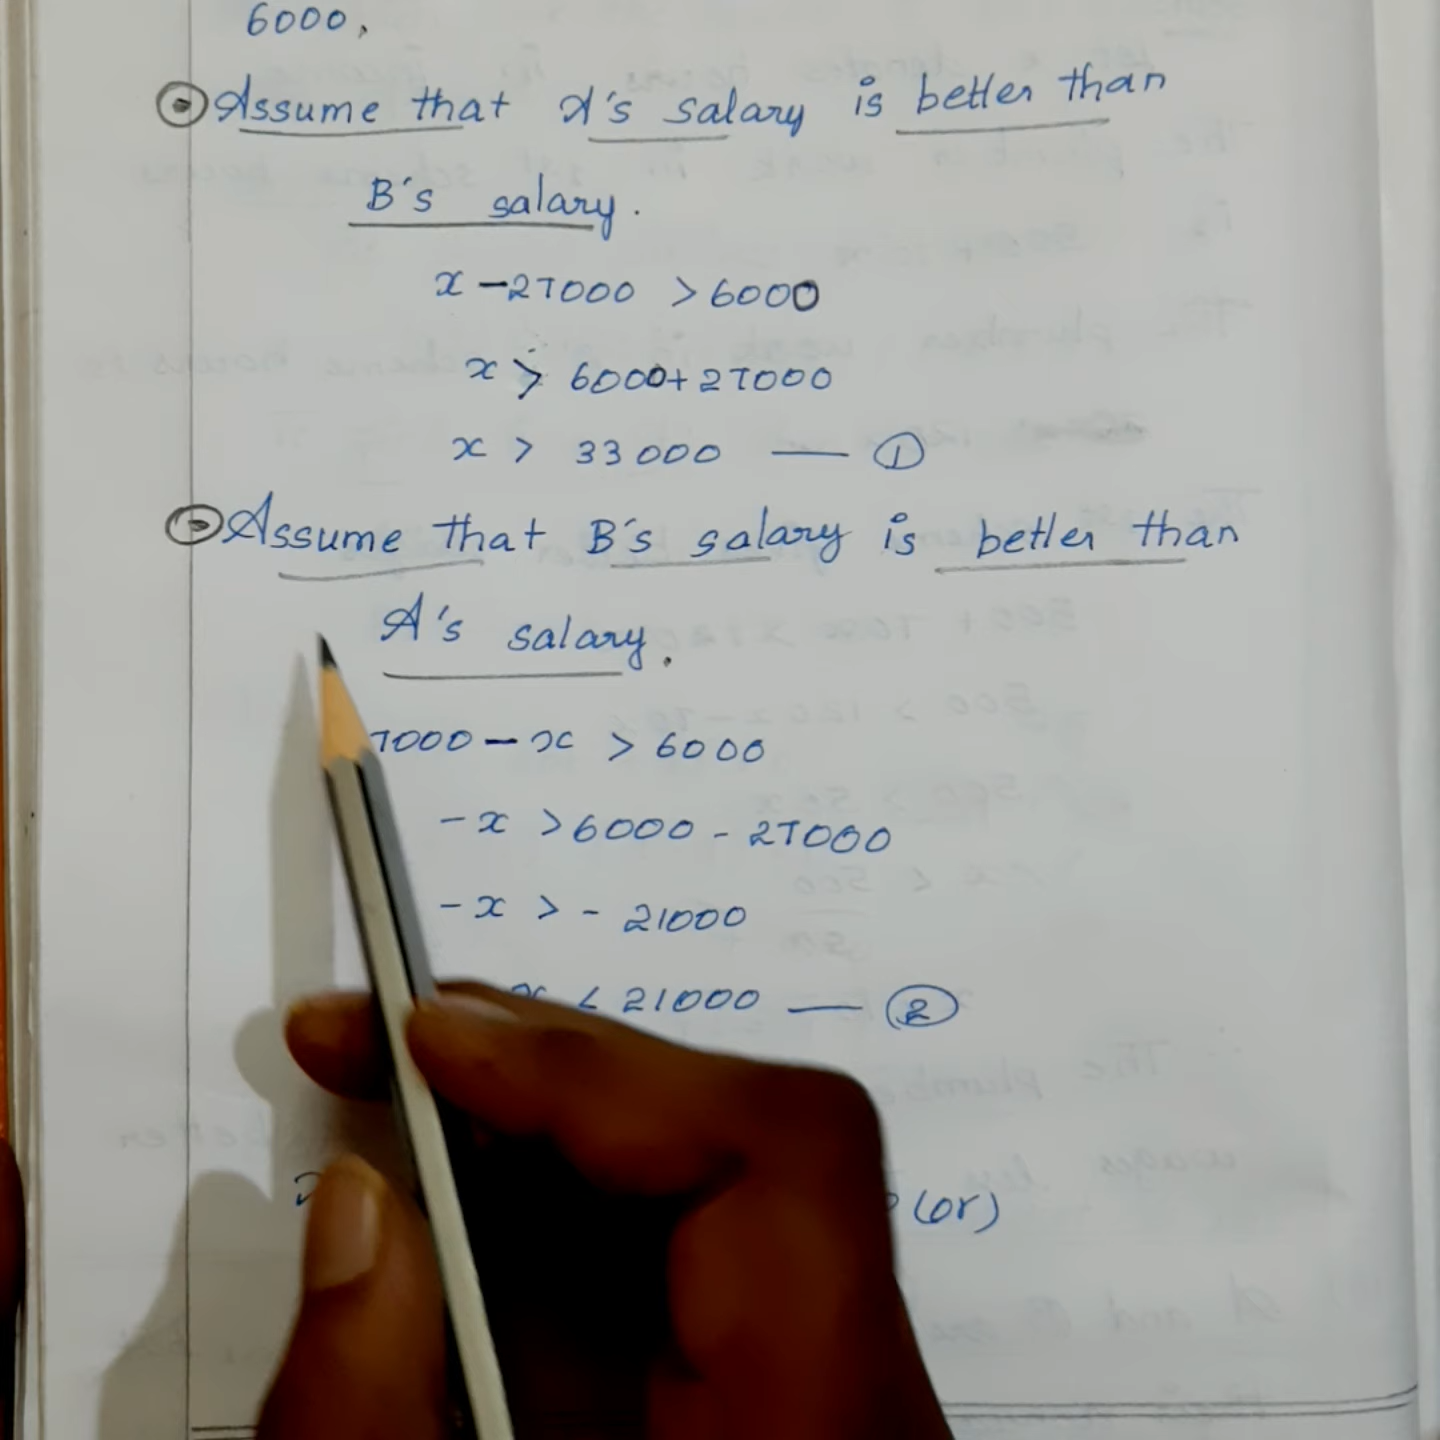 6000,
Assume that A's salary is better than
B's salary.
x - 27000 > 6000
x > 6000 + 27000
x > 33000 — ①
Assume that B's salary is better than
A's salary.
7000 - x > 6000
-x > 6000 - 27000
-x > - 21000
x < 21000 — ②
(or)